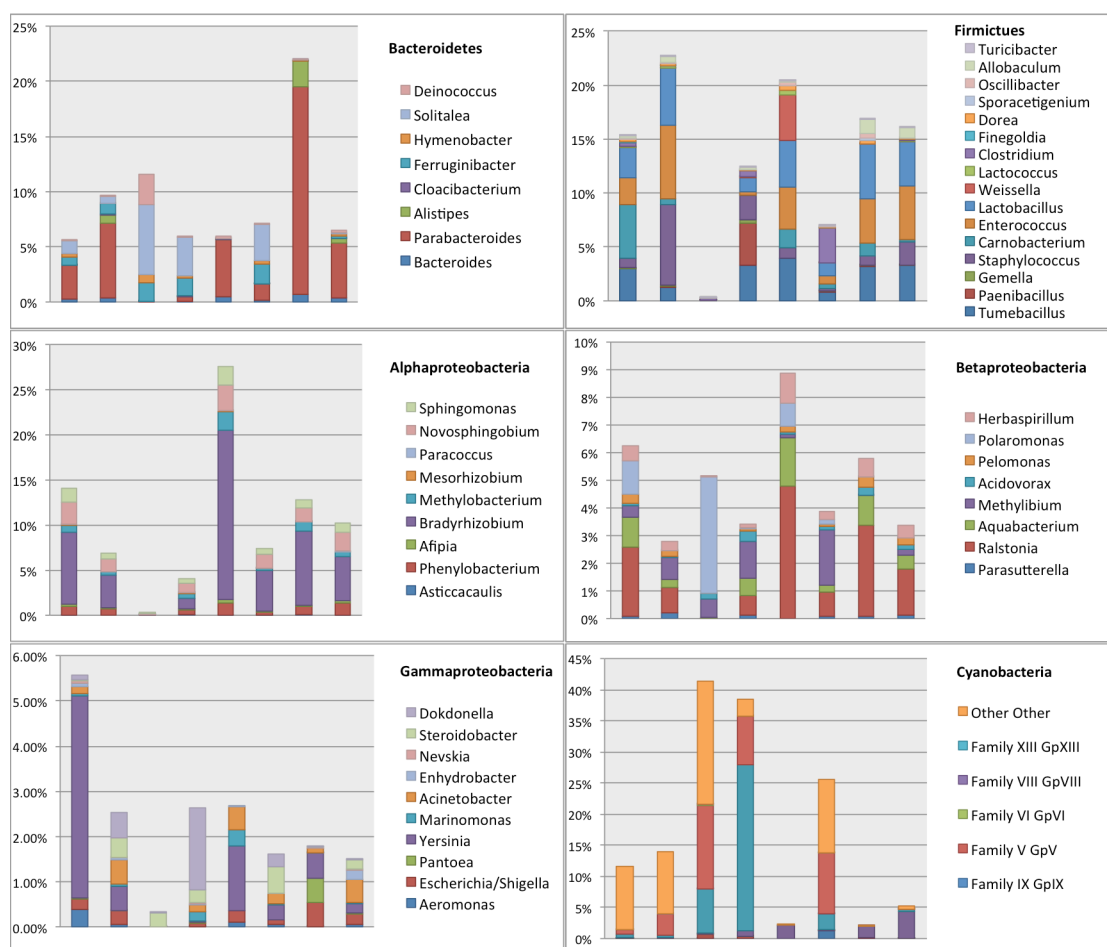 25%
20%
15%
10%
5%
0%
Bacteroidetes
Deinococcus
Solitalea
Hymenobacter
Ferruginibacter
Cloacibacterium
Alistipes
Parabacteroides
Bacteroides
25%
20%
15%
10%
5%
0%
Firmictues
Turicibacter
Allobaculum
Oscillibacter
Sporacetigenium
Dorea
Finegoldia
Clostridium
Lactococcus
Weissella
Lactobacillus
Enterococcus
Carnobacterium
Staphylococcus
Gemella
Paenibacillus
Tumebacillus
30%
25%
20%
15%
10%
5%
0%
Alphaproteobacteria
Sphingomonas
Novosphingobium
Paracoccus
Mesorhizobium
Methylobacterium
Bradyrhizobium
Afipia
Phenylobacterium
Asticcacaulis
10%
9%
8%
7%
6%
5%
4%
3%
2%
1%
0%
Betaproteobacteria
Herbaspirillum
Polaromonas
Pelomonas
Acidovorax
Methylibium
Aquabacterium
Ralstonia
Parasutterella
6.00%
5.00%
4.00%
3.00%
2.00%
1.00%
0.00%
Gammaproteobacteria
Dokdonella
Steroidobacter
Nevskia
Enhydrobacter
Acinetobacter
Marinomonas
Yersinia
Pantoea
Escherichia/Shigella
Aeromonas
45%
40%
35%
30%
25%
20%
15%
10%
5%
0%
Cyanobacteria
Other Other
Family XIII GpXIII
Family VIII GpVIII
Family VI GpVI
Family V GpV
Family IX GpIX